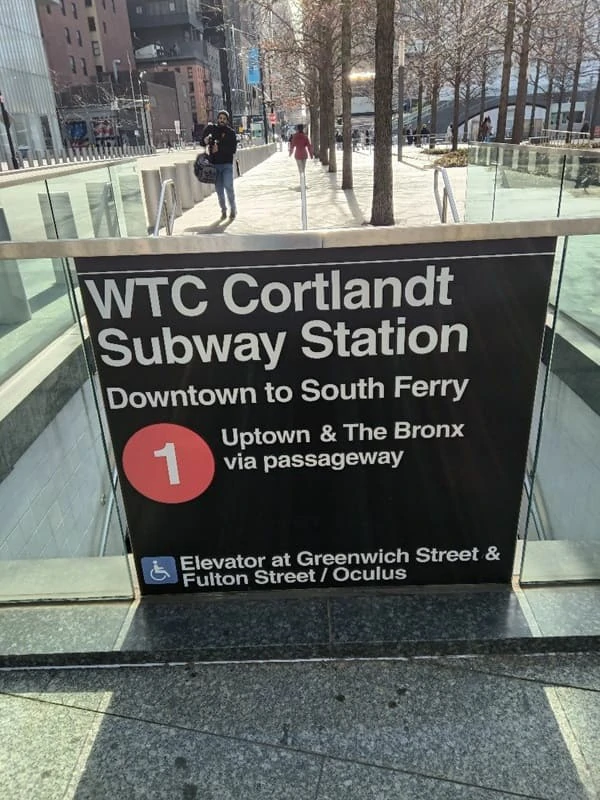 WTC Cortlandt
Subway Station
Downtown to South Ferry
1
Uptown & The Bronx
via passageway
Elevator at Greenwich Street &
Fulton Street / Oculus